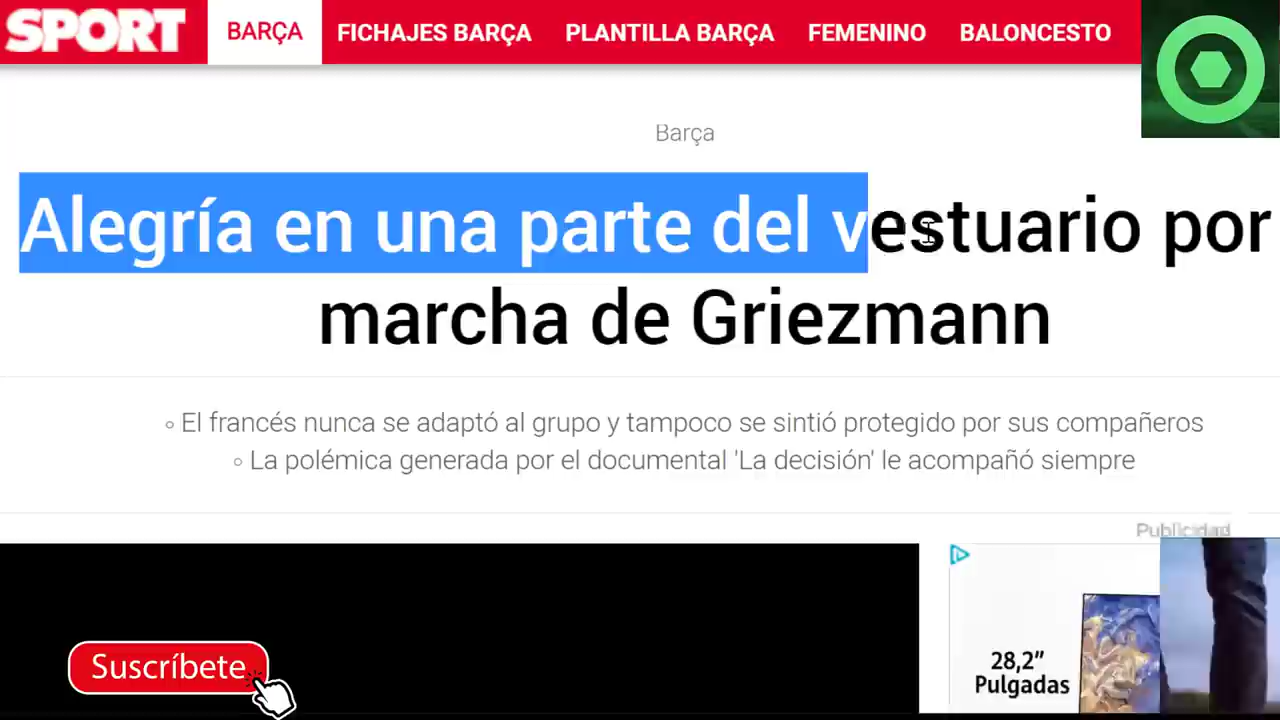 SPORT BARÇA FICHAJES BARÇA PLANTILLA BARÇA FEMENINO BALONCESTO
Barça
Alegría en una parte del vestuario por
marcha de Griezmann
El francés nunca se adaptó al grupo y tampoco se sintió protegido por sus compañeros
La polémica generada por el documental 'La decisión' le acompañó siempre
Publicidad
28,2”
Pulgadas
Suscríbete